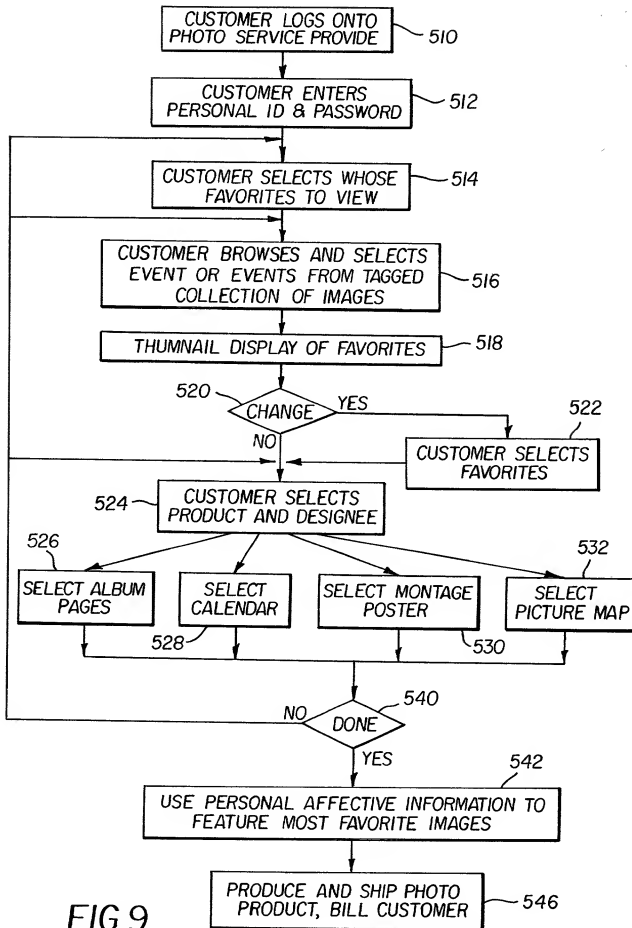 CUSTOMER LOGS ONTO
PHOTO SERVICE PROVIDE
510
CUSTOMER ENTERS
PERSONAL ID & PASSWORD
512
CUSTOMER SELECTS WHOSE
FAVORITES TO VIEW
514
CUSTOMER BROWSES AND SELECTS
EVENT OR EVENTS FROM TAGGED
COLLECTION OF IMAGES
516
THUMNAIL DISPLAY OF FAVORITES
518
520
CHANGE
YES
NO
522
CUSTOMER SELECTS
FAVORITES
524
CUSTOMER SELECTS
PRODUCT AND DESIGNEE
526
SELECT ALBUM
PAGES
SELECT
CALENDAR
528
SELECT MONTAGE
POSTER
530
532
SELECT
PICTURE MAP
540
DONE
NO
YES
542
USE PERSONAL AFFECTIVE INFORMATION TO
FEATURE MOST FAVORITE IMAGES
PRODUCE AND SHIP PHOTO
PRODUCT, BILL CUSTOMER
546
FIG.9